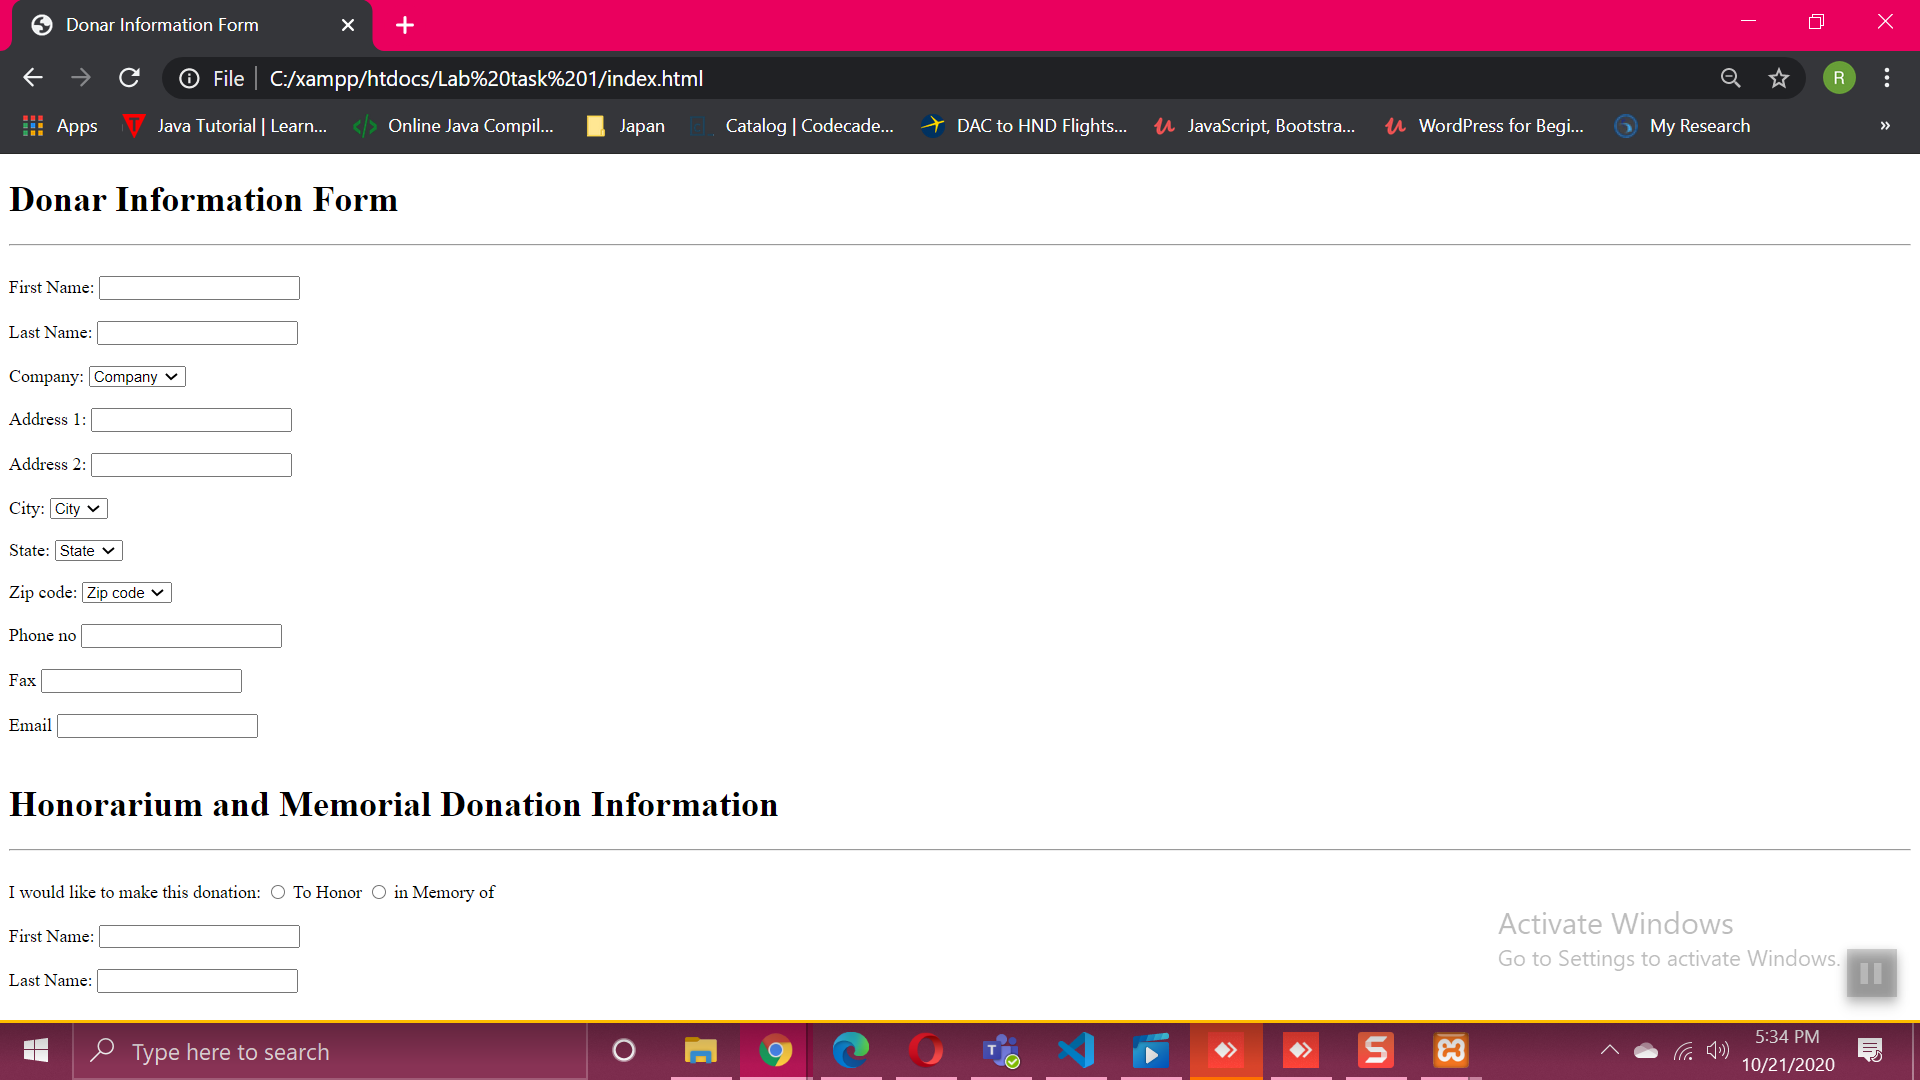 Donar Information Form
File C:/xampp/htdocs/Lab%20task%201/index.html
R
Apps Java Tutorial | Learn... Online Java Compil... Japan Catalog | Codecade... DAC to HND Flights... JavaScript, Bootstra... WordPress for Begi... My Research »
Donar Information Form
First Name:
Last Name:
Company: Company
Address 1:
Address 2:
City: City
State: State
Zip code: Zip code
Phone no
Fax
Email
Honorarium and Memorial Donation Information
I would like to make this donation: To Honor in Memory of
First Name:
Last Name:
Activate Windows
Go to Settings to activate Windows.
Type here to search
5:34 PM
10/21/2020